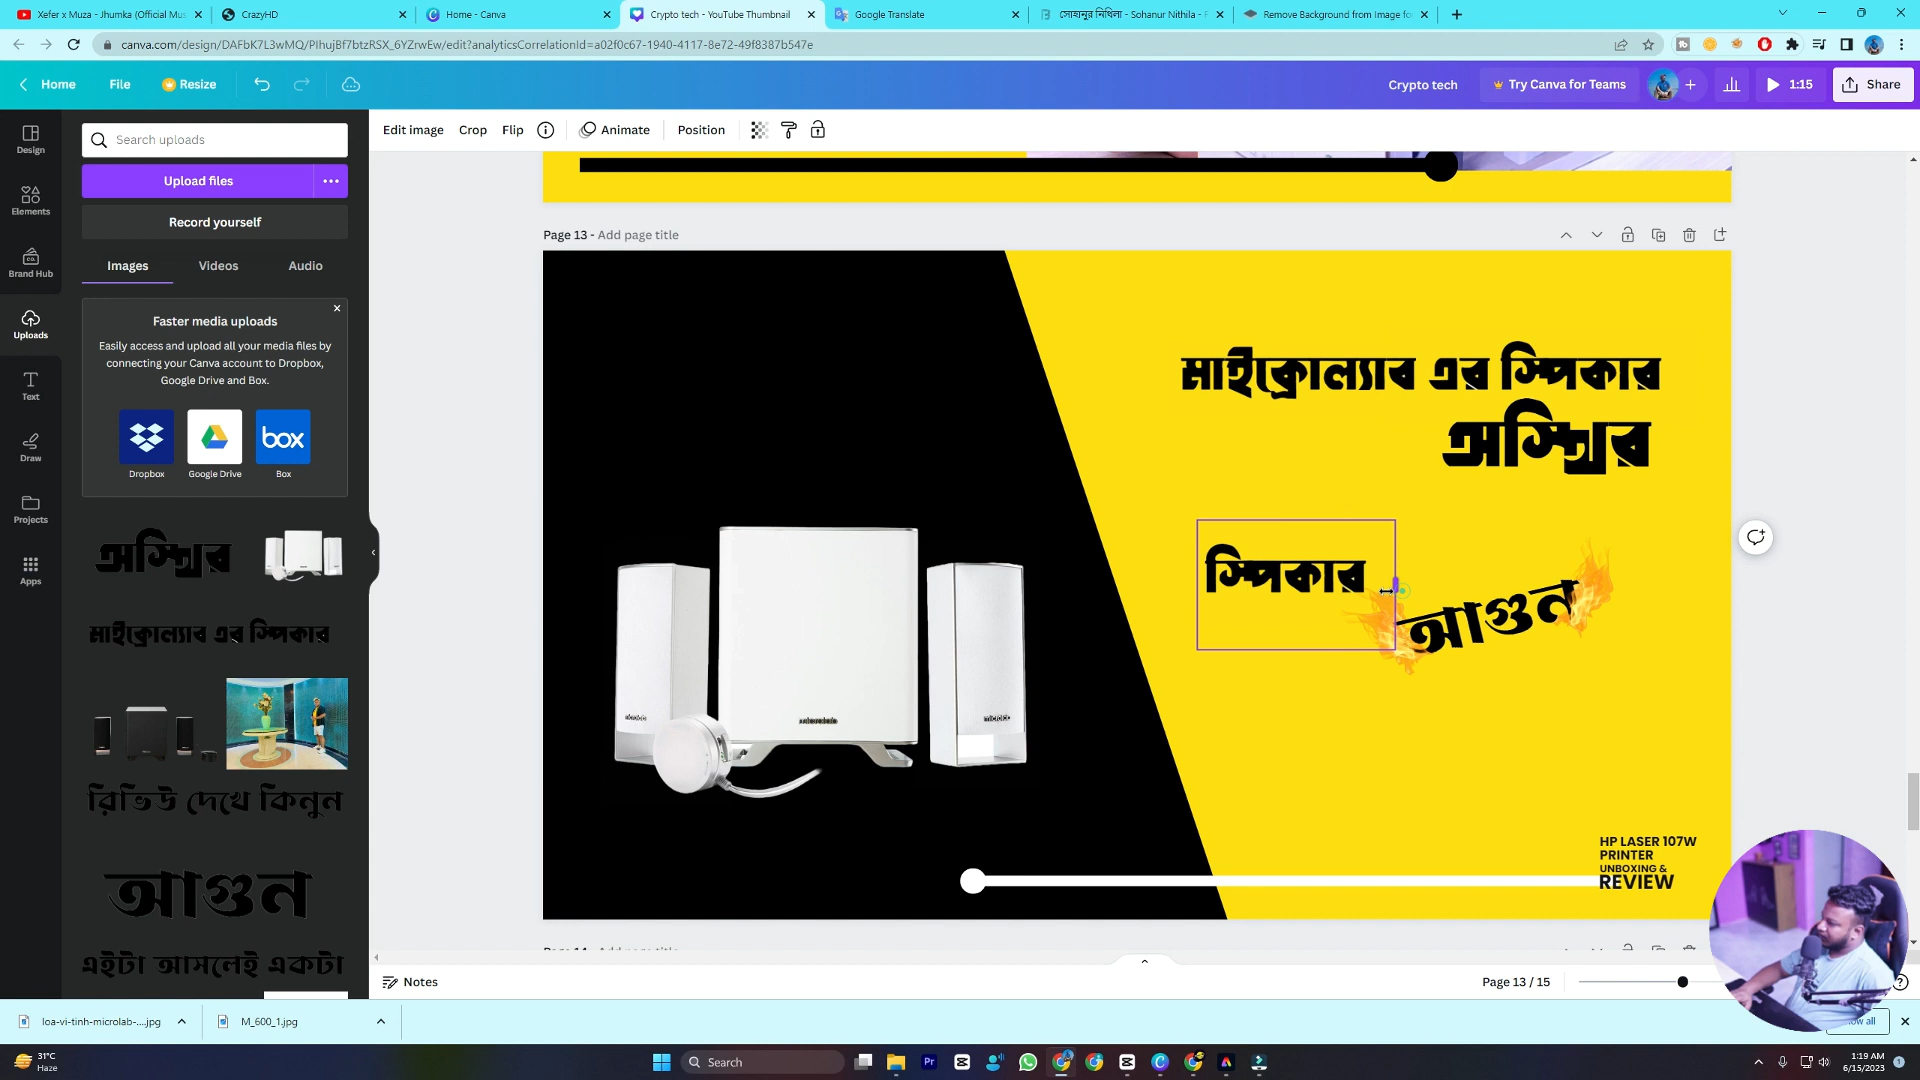 Xefer x Muza - Jhumka (Official Mus
CrazyHD
Home - Canva
Crypto tech - YouTube Thumbnail
Google Translate
সোহানুর নিথিলা - Sohanur Nithila - F
Remove Background from Image fo
canva.com/design/DAFbK7L3wMQ/PIhujBf7btzRSX_6YZrwEw/edit?analyticsCorrelationId=a02f0c67-1940-4117-8e72-49f8387b547e
Home
File
Resize
Crypto tech
Try Canva for Teams
1:15
Share
Edit image
Crop
Flip
Animate
Position
Design
Elements
Brand Hub
Uploads
Text
Draw
Projects
Apps
Search uploads
Upload files
Record yourself
Images
Videos
Audio
Faster media uploads
Easily access and upload all your media files by
connecting your Canva account to Dropbox,
Google Drive and Box.
Dropbox
Google Drive
box
Box
অস্থির
মাইক্রোল্যাব এর স্পিকার
রিভিউ দেখে কিনুন
আগুন
এইটা আসলেই একটা
Page 13 - Add page title
মাইক্রোল্যাব এর স্পিকার
অস্থির
স্পিকার
আগুন
HP LASER 107W
PRINTER
UNBOXING &
REVIEW
Notes
Page 13 / 15
loa-vi-tinh-microlab-....jpg
M_600_1.jpg
31°C
Haze
Search
1:19 AM
6/15/2023